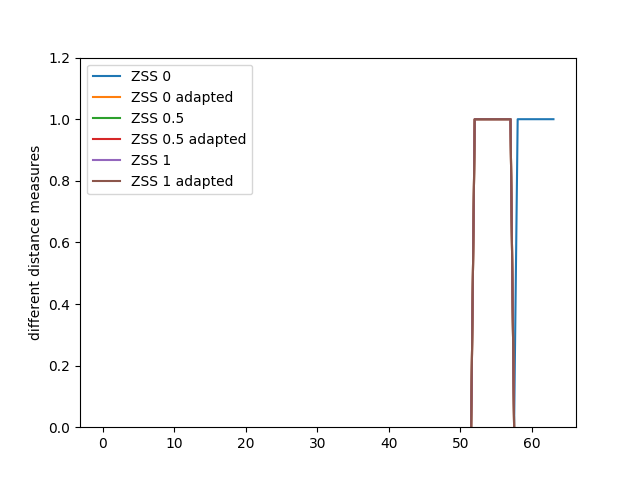 different distance measures
1.2
1.0
0.8
0.6
0.4
0.2
0.0
ZSS 0
ZSS 0 adapted
ZSS 0.5
ZSS 0.5 adapted
ZSS 1
ZSS 1 adapted
0 10 20 30 40 50 60